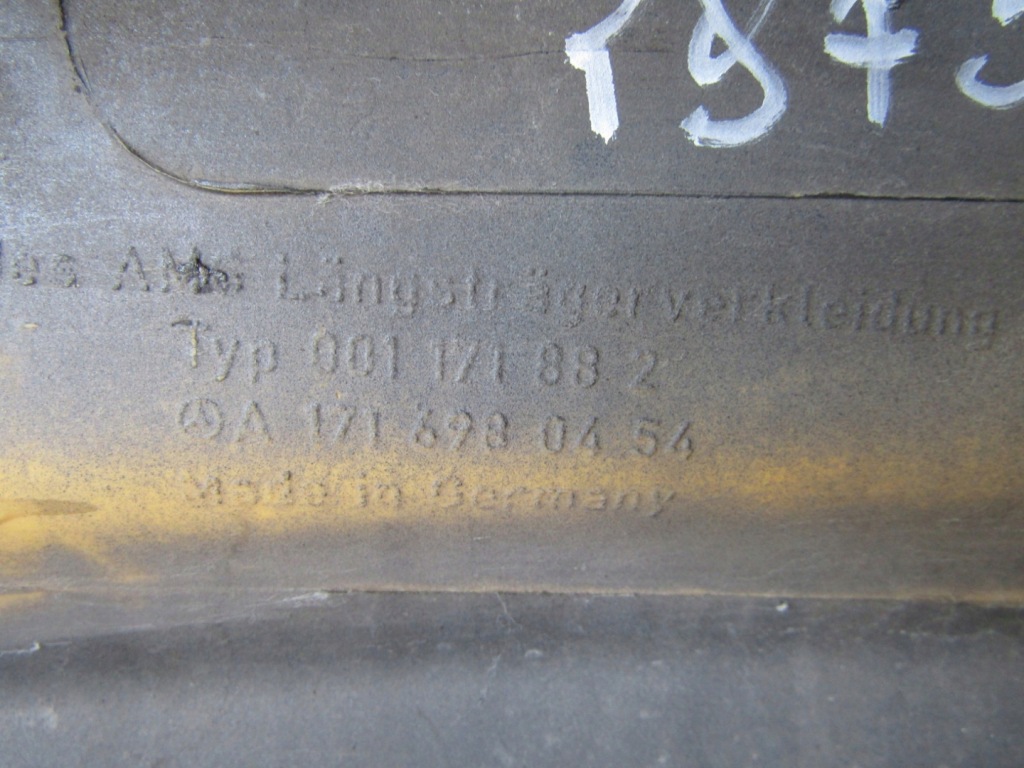 AMG Längsträgerverkleidung
Typ 001 171 88 2
A 171 698 04 54
Made in Germany